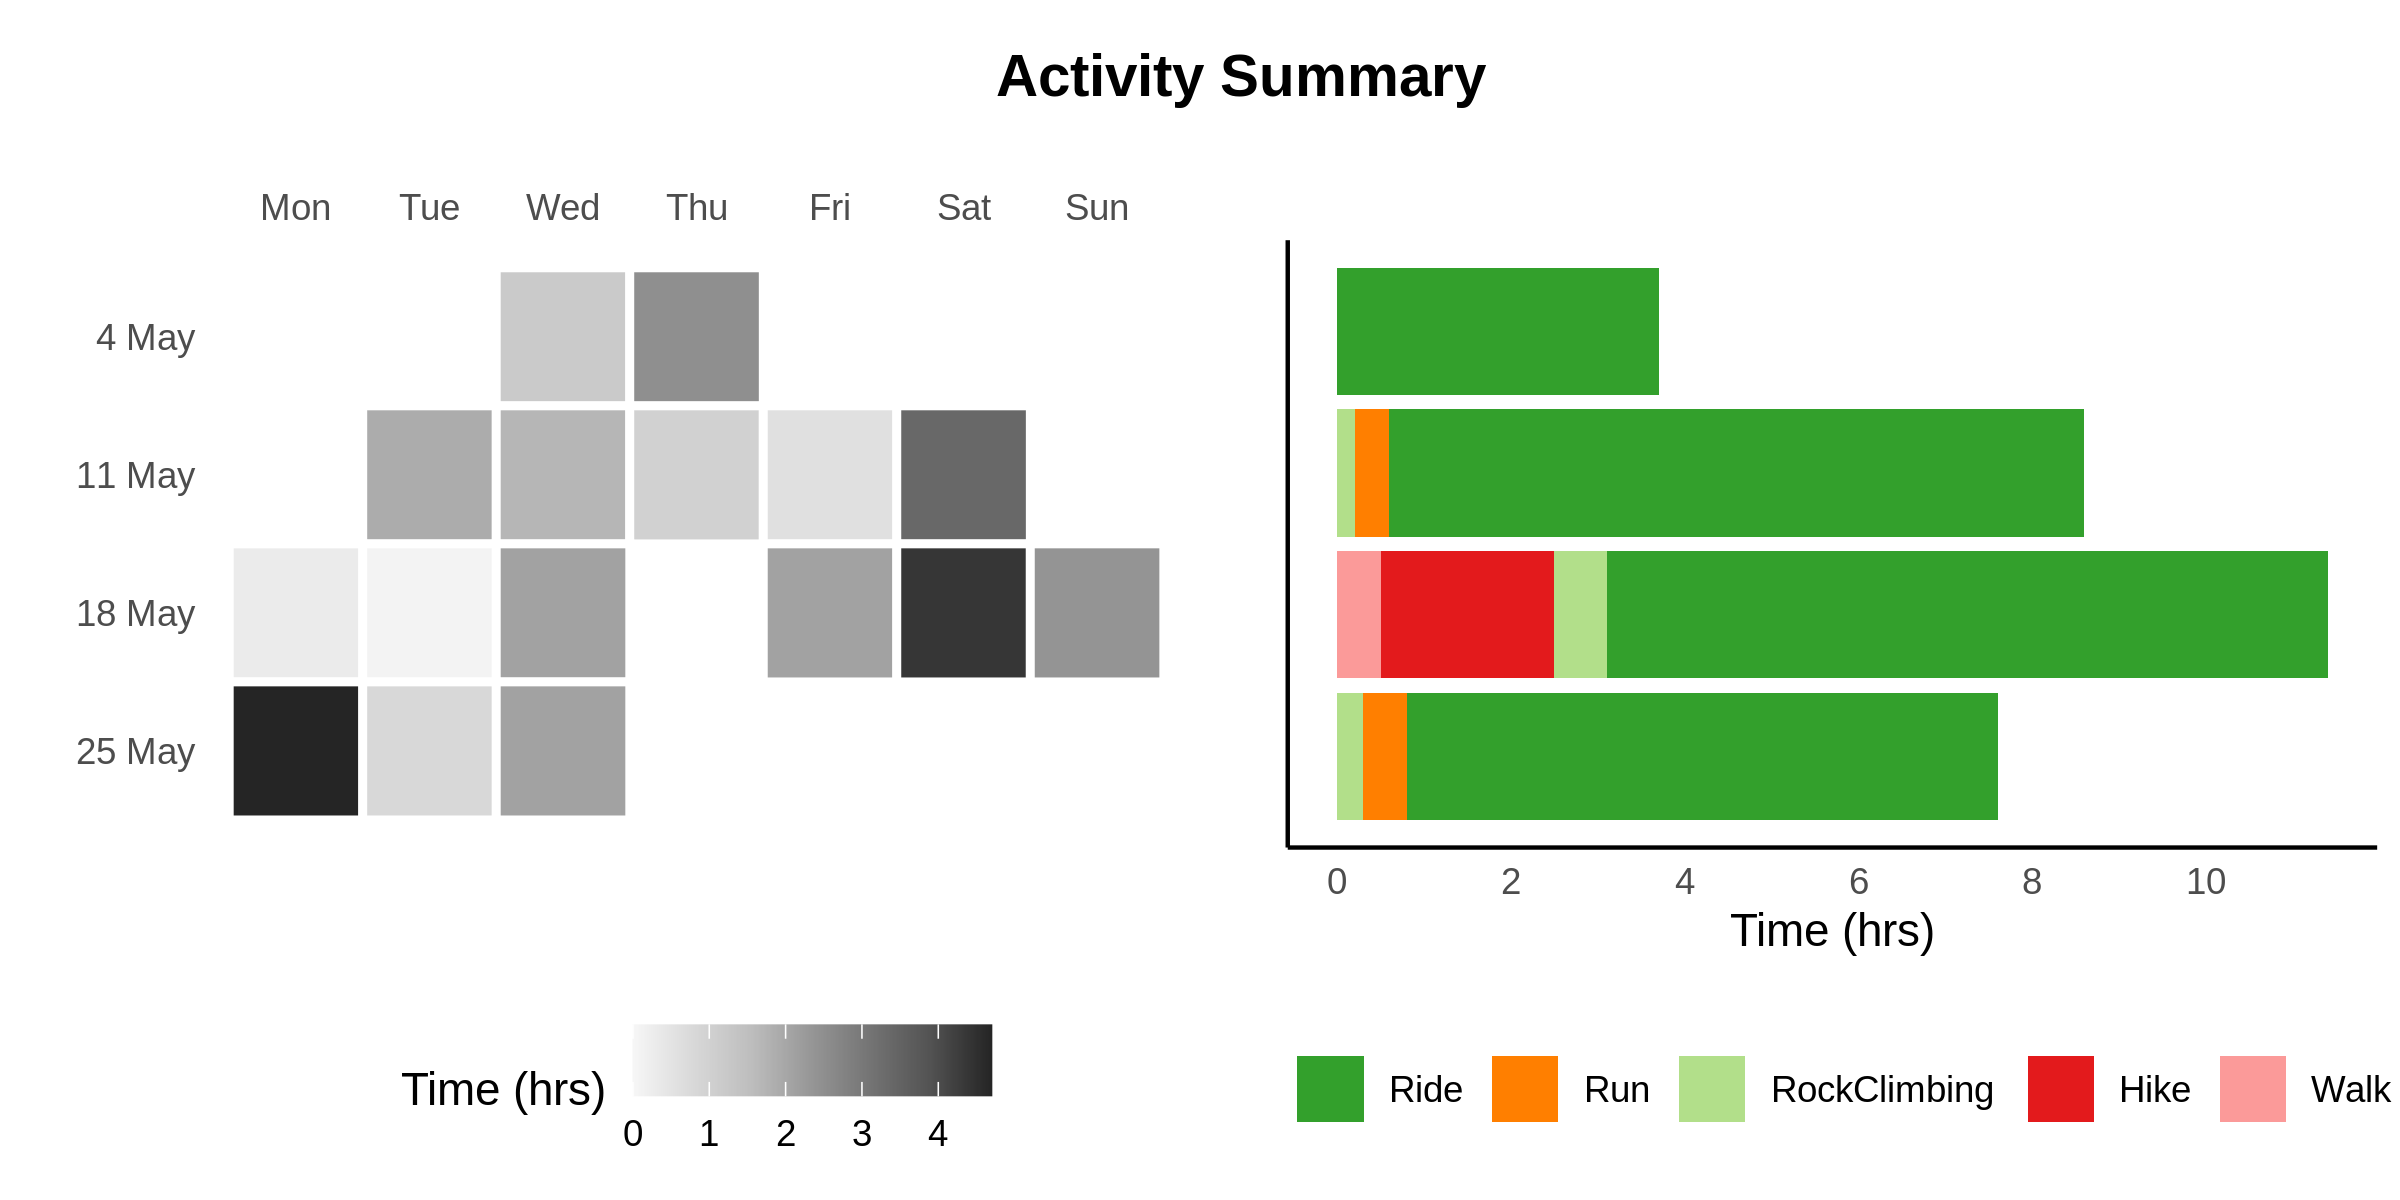 Activity Summary
Mon Tue Wed Thu Fri Sat Sun
4 May
11 May
18 May
25 May
0 2 4 6 8 10
Time (hrs)
Time (hrs)
0 1 2 3 4
Ride Run RockClimbing Hike Walk